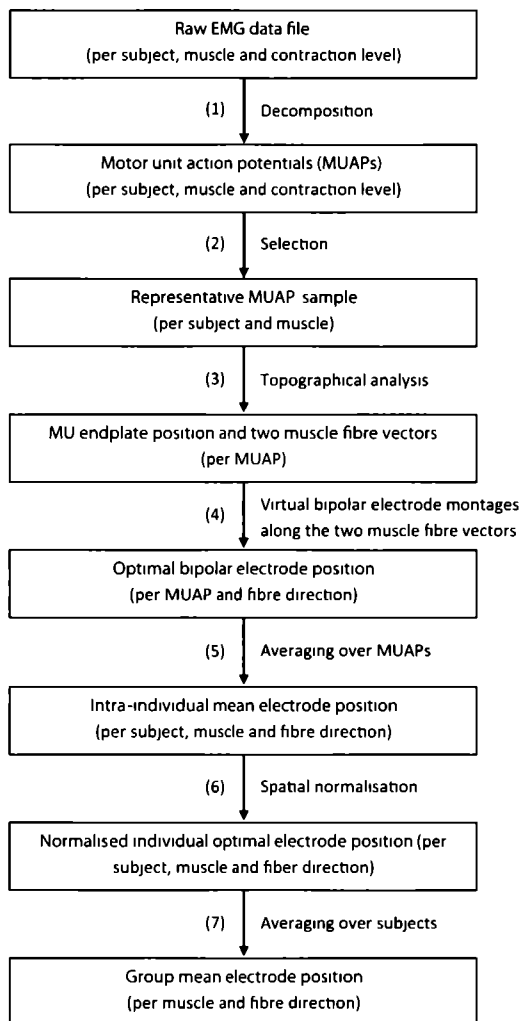 Raw EMG data file
(per subject, muscle and contraction level)
(1) Decomposition
Motor unit action potentials (MUAPs)
(per subject, muscle and contraction level)
(2) Selection
Representative MUAP sample
(per subject and muscle)
(3) Topographical analysis
MU endplate position and two muscle fibre vectors
(per MUAP)
(4) Virtual bipolar electrode montages
along the two muscle fibre vectors
Optimal bipolar electrode position
(per MUAP and fibre direction)
(5) Averaging over MUAPs
Intra-individual mean electrode position
(per subject, muscle and fibre direction)
(6) Spatial normalisation
Normalised individual optimal electrode position (per
subject, muscle and fiber direction)
(7) Averaging over subjects
Group mean electrode position
(per muscle and fibre direction)